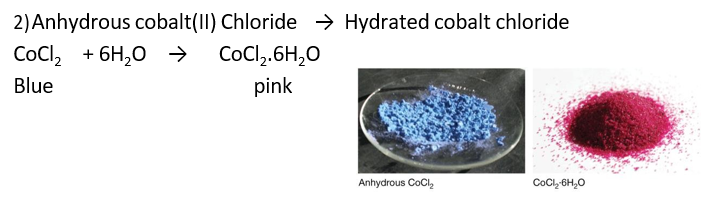 2)Anhydrous cobalt(II) Chloride → Hydrated cobalt chloride
CoCl₂ + 6H₂O → CoCl₂.6H₂O
Blue pink
Anhydrous CoCl₂ CoCl₂·6H₂O